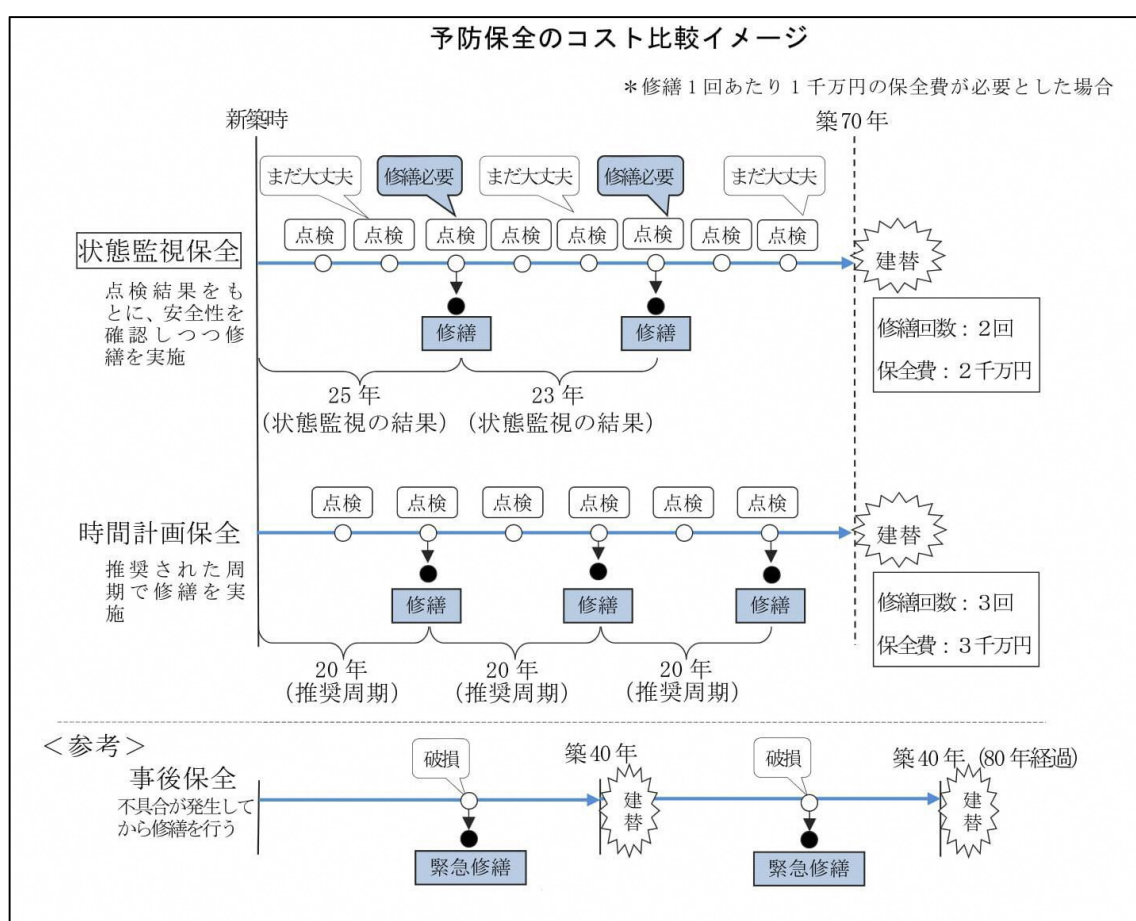 予防保全のコスト比較イメージ
＊修繕１回あたり１千万円の保全費が必要とした場合
新築時
築70年
まだ大丈夫
修繕必要
まだ大丈夫
修繕必要
まだ大丈夫
点検
点検
点検
点検
点検
点検
点検
点検
状態監視保全
建替
点検結果をも
とに、安全性を
確認しつつ修
繕を実施
修繕
修繕
修繕回数：２回
保全費：２千万円
25年
(状態監視の結果)
23年
(状態監視の結果)
点検
点検
点検
点検
点検
点検
時間計画保全
建替
推奨された周
期で修繕を実
施
修繕
修繕
修繕
修繕回数：３回
保全費：３千万円
20年
(推奨周期)
20年
(推奨周期)
20年
(推奨周期)
＜参考＞
破損
築40年
破損
築40年（80年経過）
事後保全
不具合が発生して
から修繕を行う
建替
建替
緊急修繕
緊急修繕